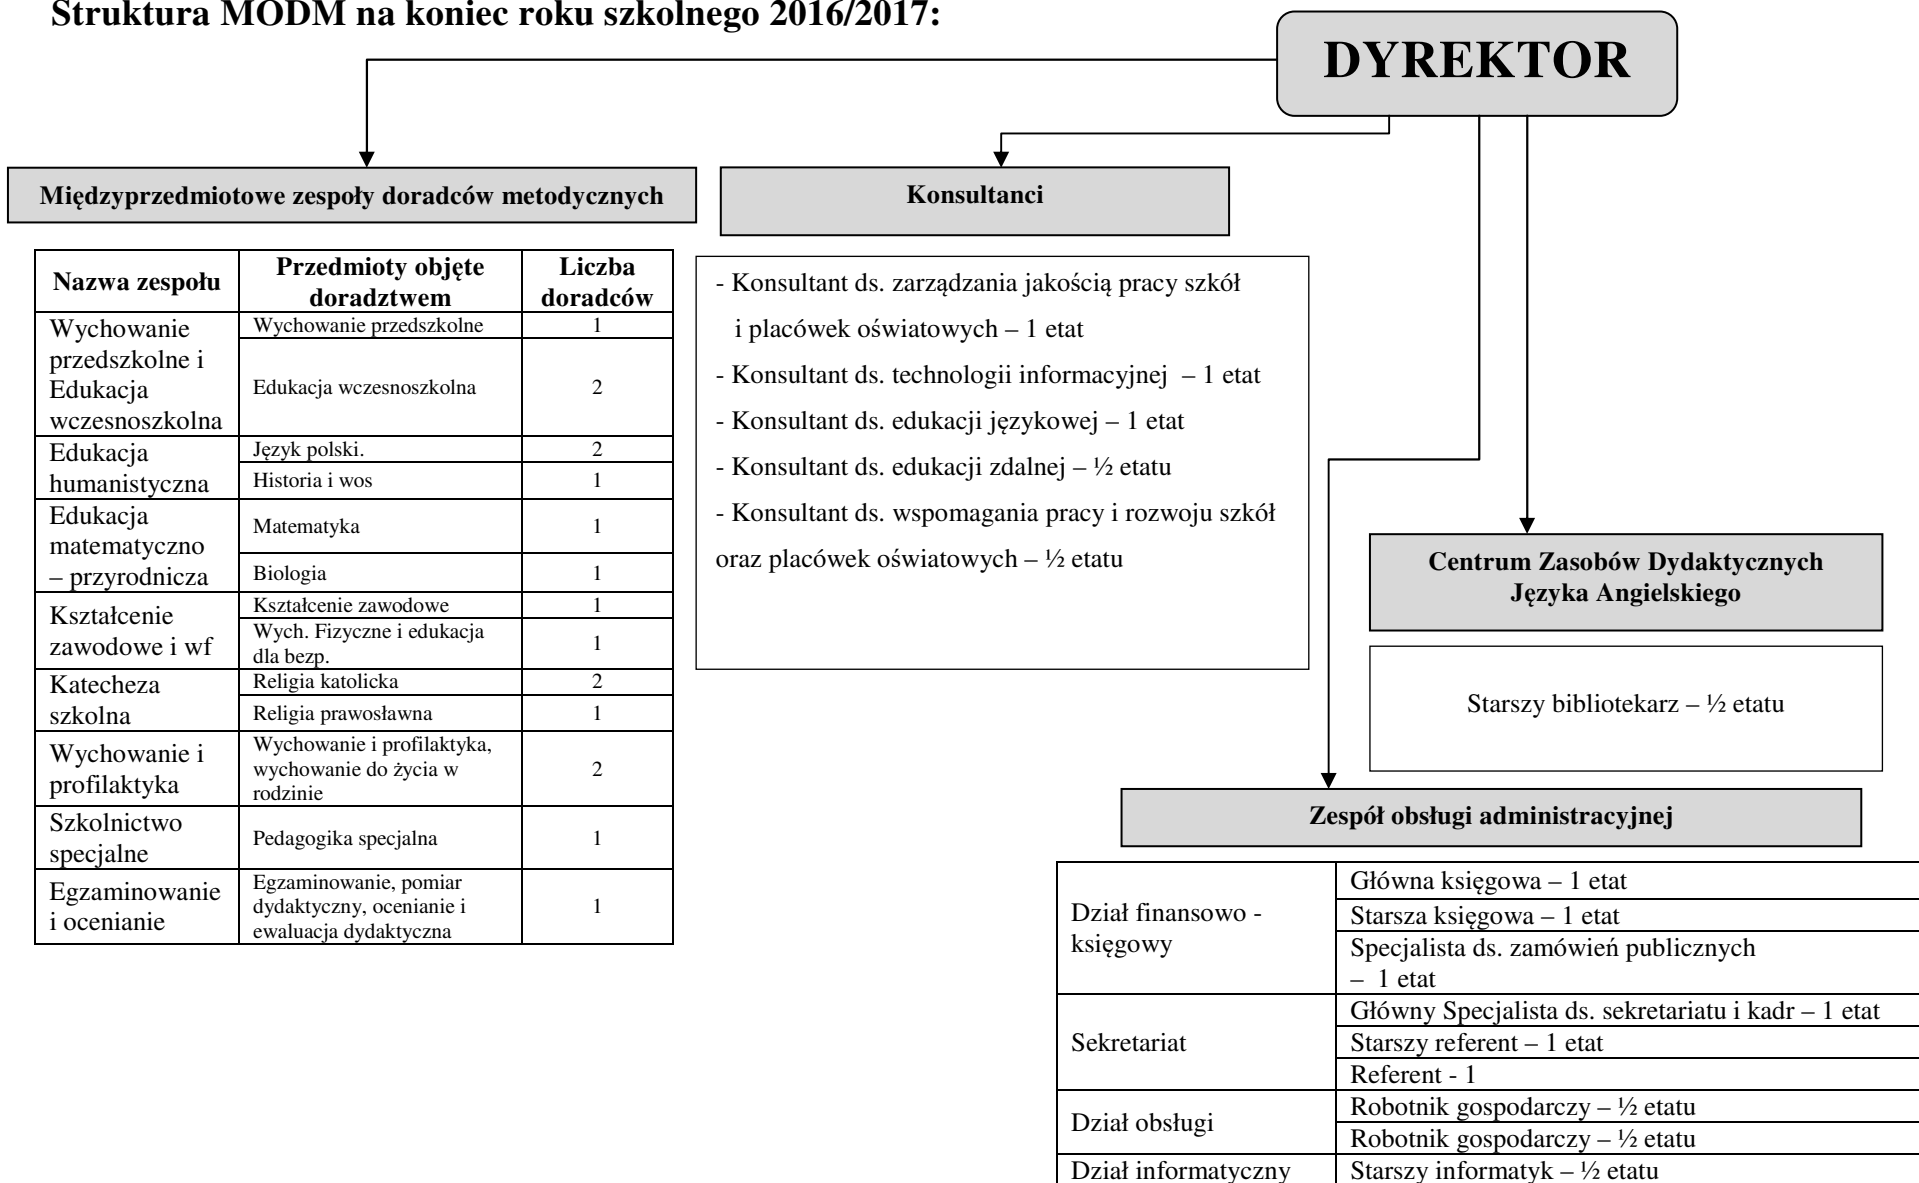 Struktura MODM na koniec roku szkolnego 2016/2017:
DYREKTOR
Międzyprzedmiotowe zespoły doradców metodycznych
Nazwa zespołu
Przedmioty objęte
doradztwem
Liczba
doradców
Wychowanie
przedszkolne i
Edukacja
wczesnoszkolna
Wychowanie przedszkolne
1
Edukacja wczesnoszkolna
2
Edukacja
humanistyczna
Język polski.
2
Historia i wos
1
Edukacja
matematyczno
– przyrodnicza
Matematyka
1
Biologia
1
Kształcenie
zawodowe i wf
Kształcenie zawodowe
1
Wych. Fizyczne i edukacja
dla bezp.
1
Katecheza
szkolna
Religia katolicka
2
Religia prawosławna
1
Wychowanie i
profilaktyka
Wychowanie i profilaktyka,
wychowanie do życia w
rodzinie
2
Szkolnictwo
specjalne
Pedagogika specjalna
1
Egzaminowanie
i ocenianie
Egzaminowanie, pomiar
dydaktyczny, ocenianie i
ewaluacja dydaktyczna
1
Konsultanci
- Konsultant ds. zarządzania jakością pracy szkół
i placówek oświatowych – 1 etat
- Konsultant ds. technologii informacyjnej – 1 etat
- Konsultant ds. edukacji językowej – 1 etat
- Konsultant ds. edukacji zdalnej – ½ etatu
- Konsultant ds. wspomagania pracy i rozwoju szkół
oraz placówek oświatowych – ½ etatu
Centrum Zasobów Dydaktycznych
Języka Angielskiego
Starszy bibliotekarz – ½ etatu
Zespół obsługi administracyjnej
Dział finansowo -
księgowy
Główna księgowa – 1 etat
Starsza księgowa – 1 etat
Specjalista ds. zamówień publicznych
– 1 etat
Sekretariat
Główny Specjalista ds. sekretariatu i kadr – 1 etat
Starszy referent – 1 etat
Referent - 1
Dział obsługi
Robotnik gospodarczy – ½ etatu
Robotnik gospodarczy – ½ etatu
Dział informatyczny
Starszy informatyk – ½ etatu